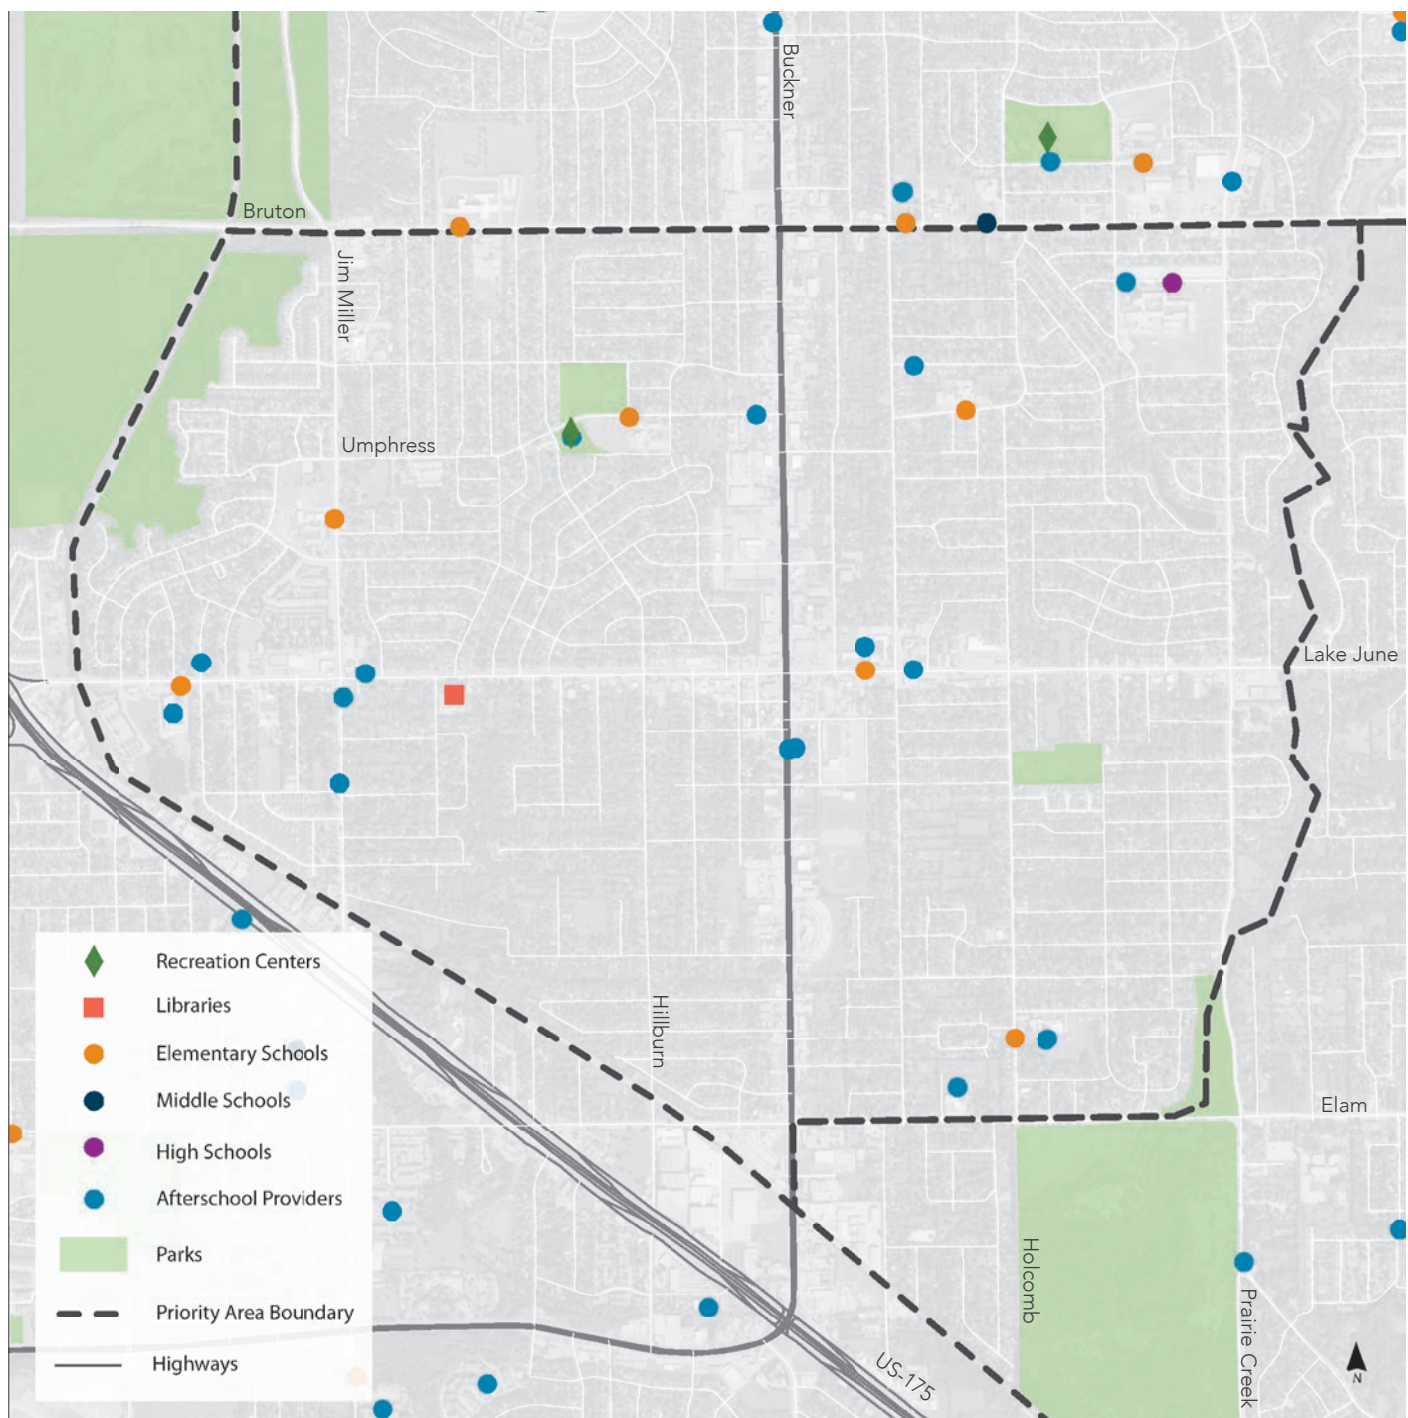 Buckner
Bruton
Jim Miller
Umphress
Lake June
Recreation Centers
Libraries
Elementary Schools
Middle Schools
High Schools
Afterschool Providers
Parks
Priority Area Boundary
Highways
Hillburn
Elam
Holcomb
Prairie Creek
US-175
N